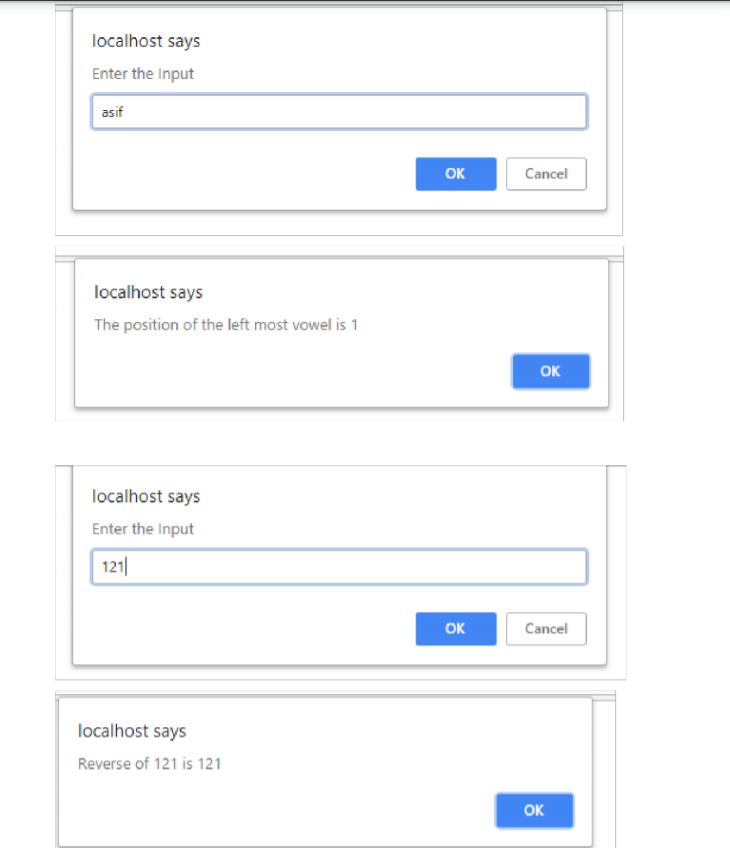 localhost says
Enter the Input
asif
OK
Cancel
localhost says
The position of the left most vowel is 1
OK
localhost says
Enter the Input
121
OK
Cancel
localhost says
Reverse of 121 is 121
OK